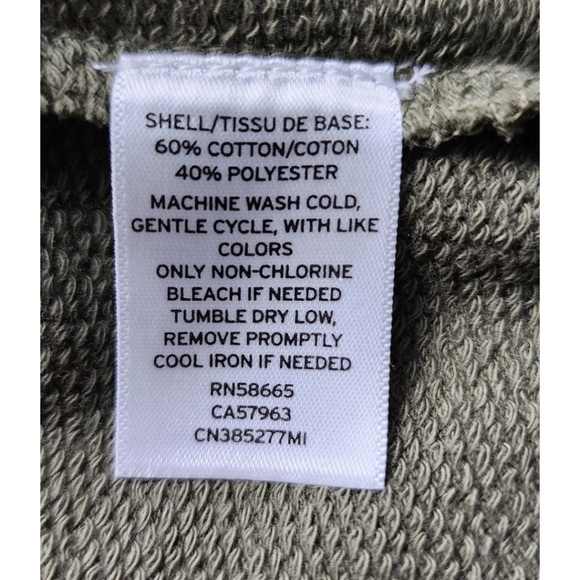 SHELL/TISSU DE BASE:
60% COTTON/COTON
40% POLYESTER
MACHINE WASH COLD,
GENTLE CYCLE, WITH LIKE
COLORS
ONLY NON-CHLORINE
BLEACH IF NEEDED
TUMBLE DRY LOW,
REMOVE PROMPTLY
COOL IRON IF NEEDED
RN58665
CA57963
CN385277MI